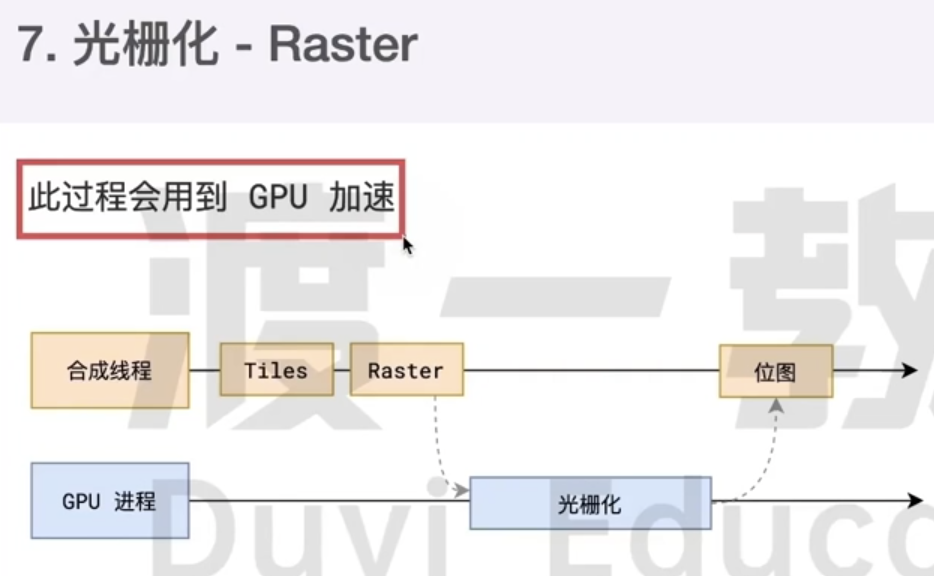 7. 光栅化 - Raster
此过程会用到 GPU 加速
渡一教
合成线程
Tiles
Raster
位图
GPU 进程
光栅化
Duyi Educ